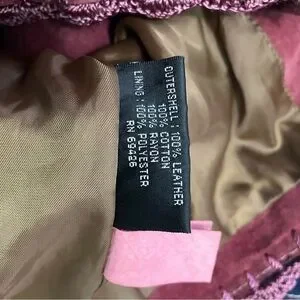 OUTERSHELL : 100% LEATHER
100% COTTON
100% RAYON
LINING : 100% POLYESTER
RN 69426